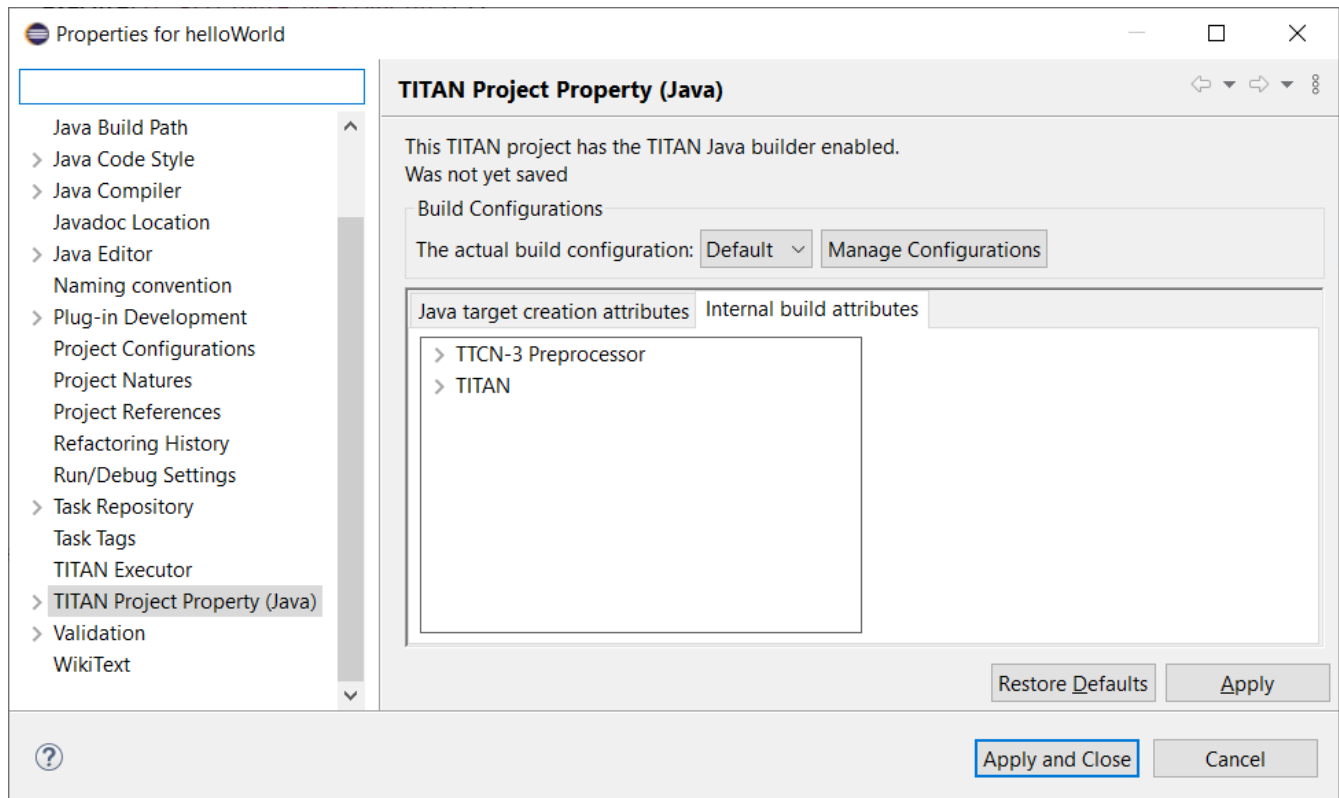 Properties for helloWorld
Java Build Path
Java Code Style
Java Compiler
Javadoc Location
Java Editor
Naming convention
Plug-in Development
Project Configurations
Project Natures
Project References
Refactoring History
Run/Debug Settings
Task Repository
Task Tags
TITAN Executor
TITAN Project Property (Java)
Validation
WikiText
TITAN Project Property (Java)
This TITAN project has the TITAN Java builder enabled.
Was not yet saved
Build Configurations
The actual build configuration: Default Manage Configurations
Java target creation attributes Internal build attributes
TTCN-3 Preprocessor
TITAN
Restore Defaults Apply
Apply and Close Cancel